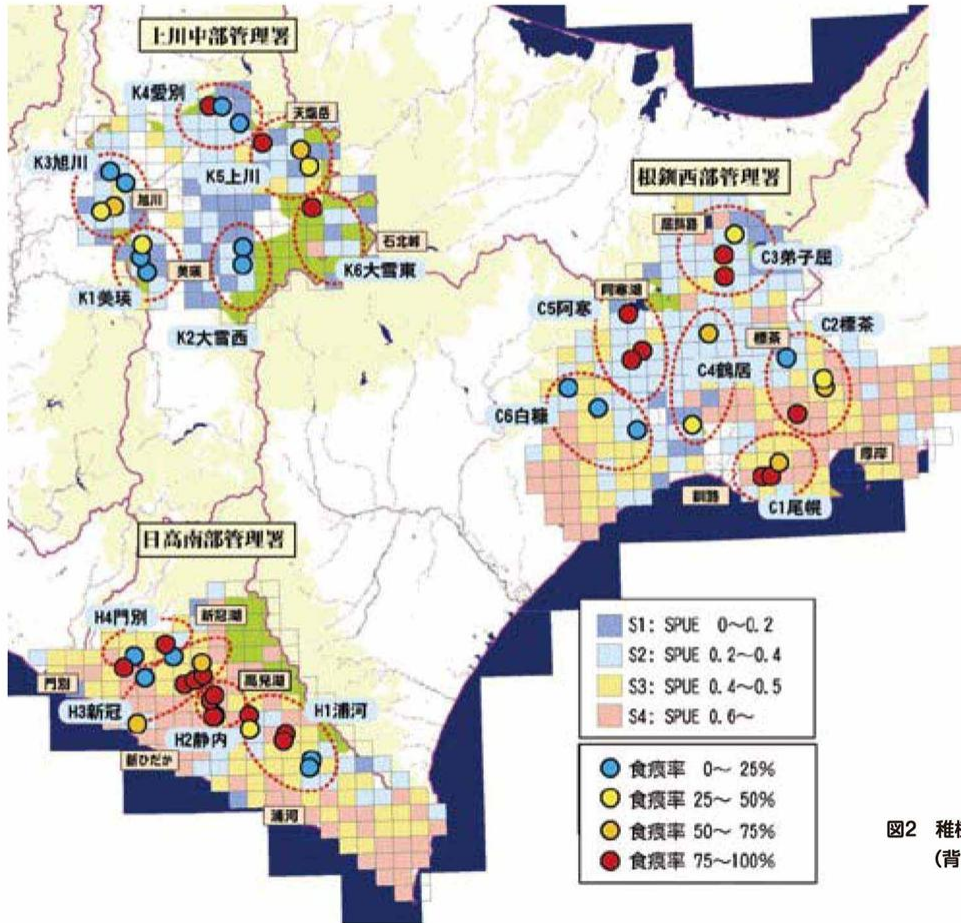 上川中部管理署
K4愛別
天塩岳
K3旭川
K5上川
旭川
根釧西部管理署
屈斜路
石北峠
美瑛
K6大雪東
C3弟子屈
K1美瑛
阿寒湖
C5阿寒
C2標茶
K2大雪西
標茶
C4鶴居
C6白糠
厚岸
釧路
C1尾幌
日高南部管理署
H4門別
新冠湖
門別
高見湖
H3新冠
H1浦河
H2静内
新ひだか
浦河
S1: SPUE 0～0.2
S2: SPUE 0.2～0.4
S3: SPUE 0.4～0.5
S4: SPUE 0.6～
食痕率 0～ 25%
食痕率 25～ 50%
食痕率 50～ 75%
食痕率 75～100%
図2 稚樹
(背